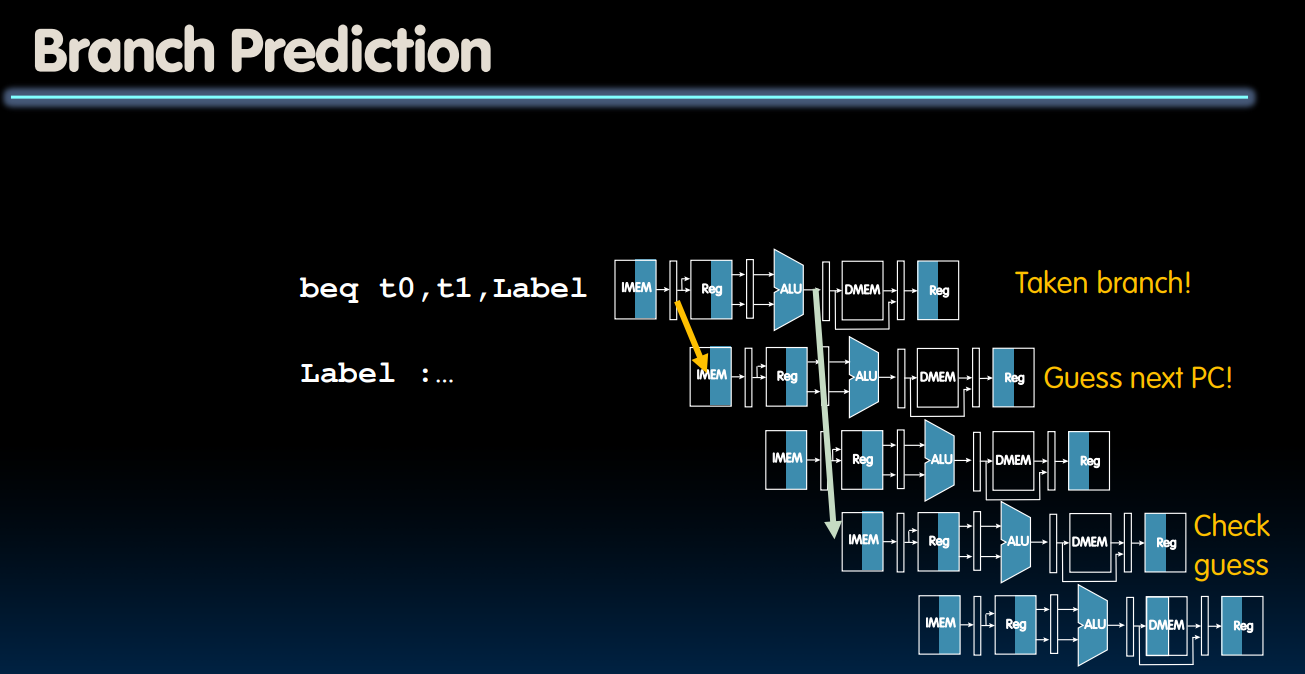 Branch Prediction
beq t0,t1,Label
IMEM Reg ALU DMEM Reg
Taken branch!
Label :…
IMEM Reg ALU DMEM Reg
Guess next PC!
IMEM Reg ALU DMEM Reg
IMEM Reg ALU DMEM Reg
Check
guess
IMEM Reg ALU DMEM Reg